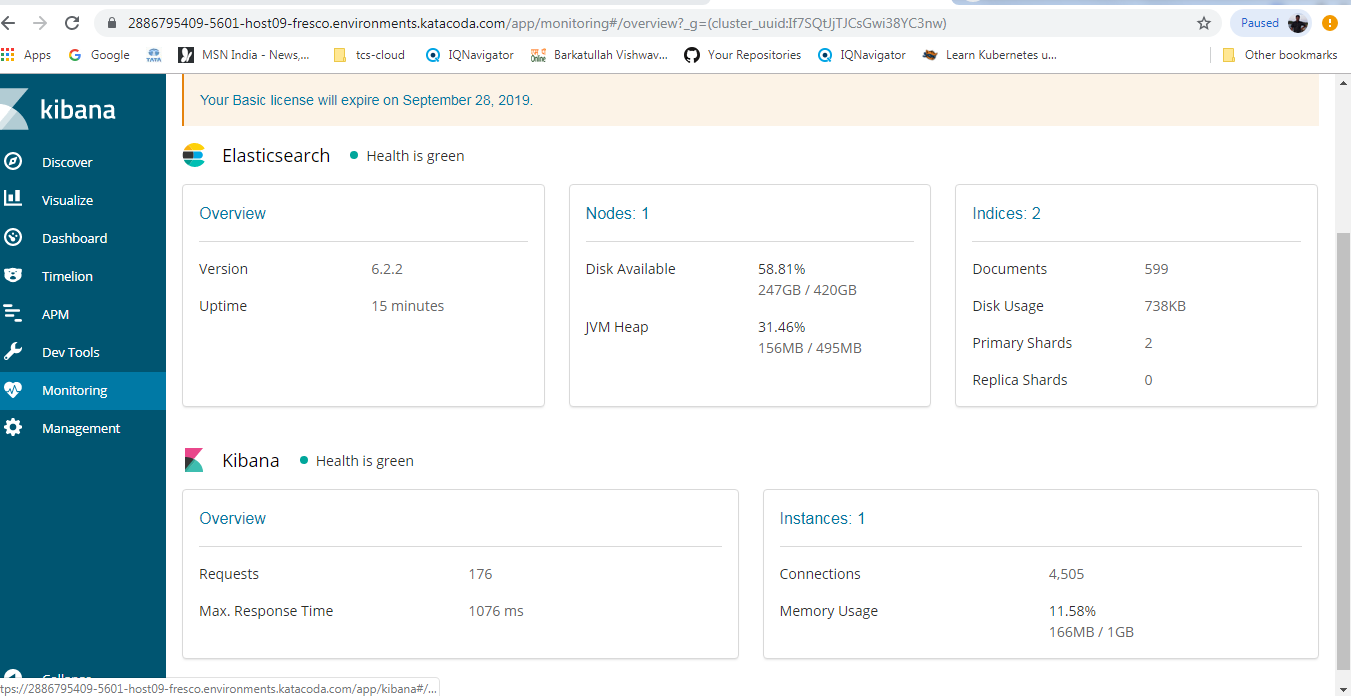 2886795409-5601-host09-fresco.environments.katacoda.com/app/monitoring#/overview?_g=(cluster_uuid:If7SQtJjTJCsGwi38YC3nw)
Paused
Apps Google TATA MSN India - News,... tcs-cloud IQNavigator Online Barkatullah Vishwav... Your Repositories IQNavigator Learn Kubernetes u... Other bookmarks
kibana
Discover
Visualize
Dashboard
Timelion
APM
Dev Tools
Monitoring
Management
Collapse
Your Basic license will expire on September 28, 2019.
Elasticsearch Health is green
Overview
Version 6.2.2
Uptime 15 minutes
Nodes: 1
Disk Available 58.81%
247GB / 420GB
JVM Heap 31.46%
156MB / 495MB
Indices: 2
Documents 599
Disk Usage 738KB
Primary Shards 2
Replica Shards 0
Kibana Health is green
Overview
Requests 176
Max. Response Time 1076 ms
Instances: 1
Connections 4,505
Memory Usage 11.58%
166MB / 1GB
tps://2886795409-5601-host09-fresco.environments.katacoda.com/app/kibana#/...